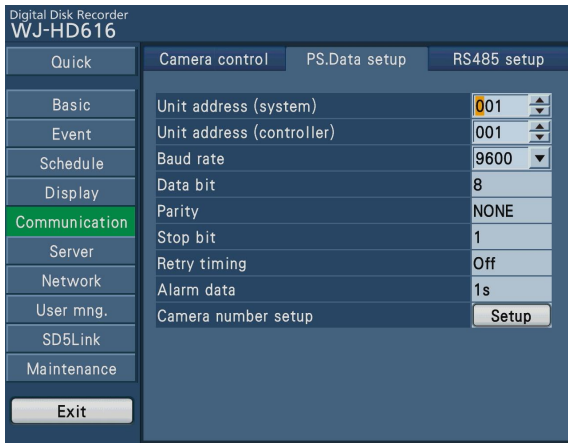 Digital Disk Recorder
WJ-HD616
Quick
Basic
Event
Schedule
Display
Communication
Server
Network
User mng.
SD5Link
Maintenance
Exit
Camera control PS.Data setup RS485 setup
Unit address (system) 001
Unit address (controller) 001
Baud rate 9600
Data bit 8
Parity NONE
Stop bit 1
Retry timing Off
Alarm data 1s
Camera number setup Setup